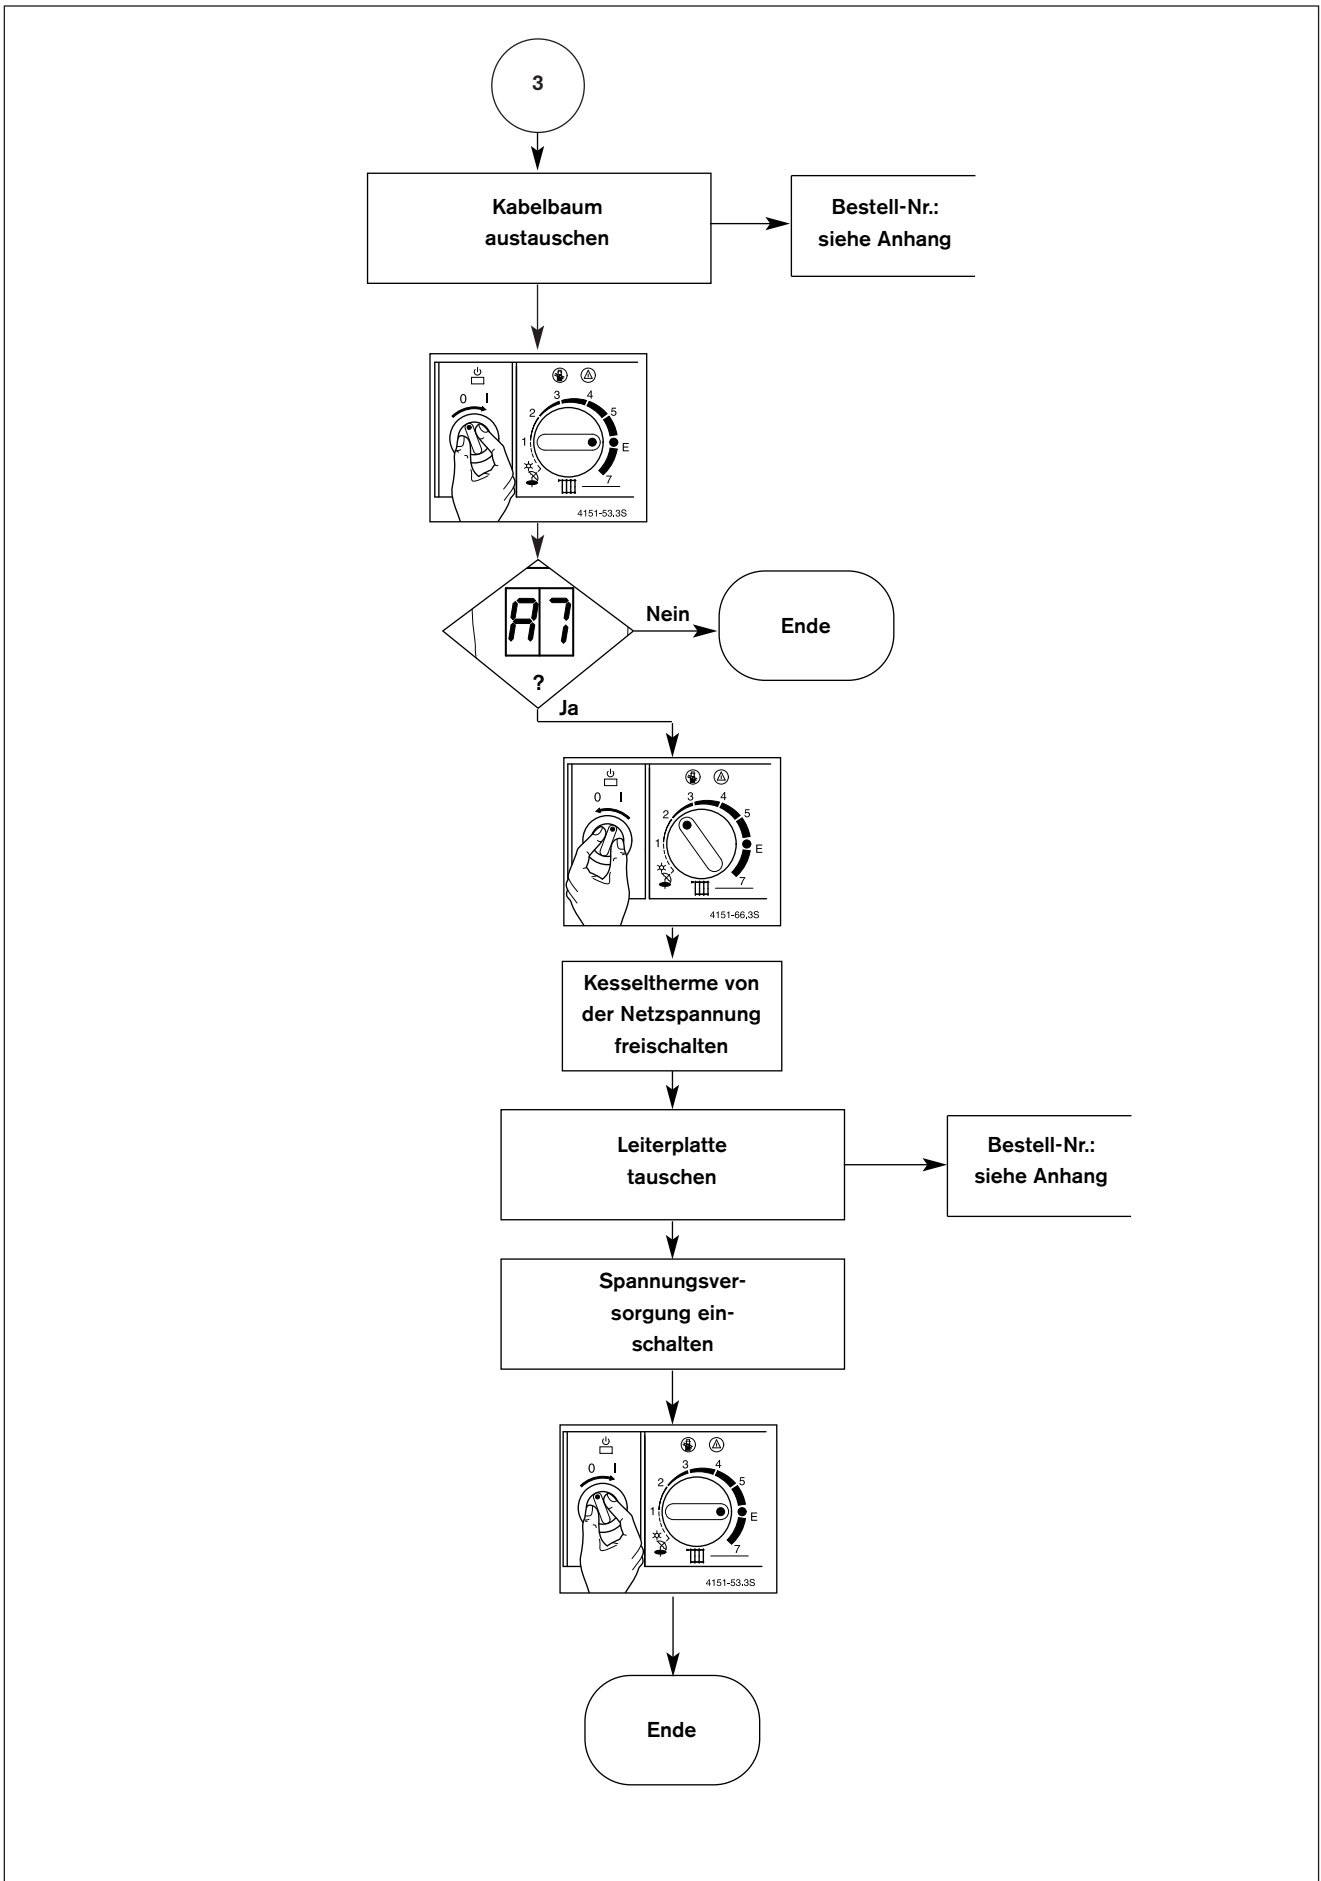 3
Kabelbaum
austauschen
Bestell-Nr.:
siehe Anhang
0 I
1 2 3 4 5 E 7
4151-53.3S
A7
?
Nein
Ende
Ja
0 I
1 2 3 4 5 E 7
4151-66.3S
Kesseltherme von
der Netzspannung
freischalten
Leiterplatte
tauschen
Bestell-Nr.:
siehe Anhang
Spannungsver-
sorgung ein-
schalten
0 I
1 2 3 4 5 E 7
4151-53.3S
Ende